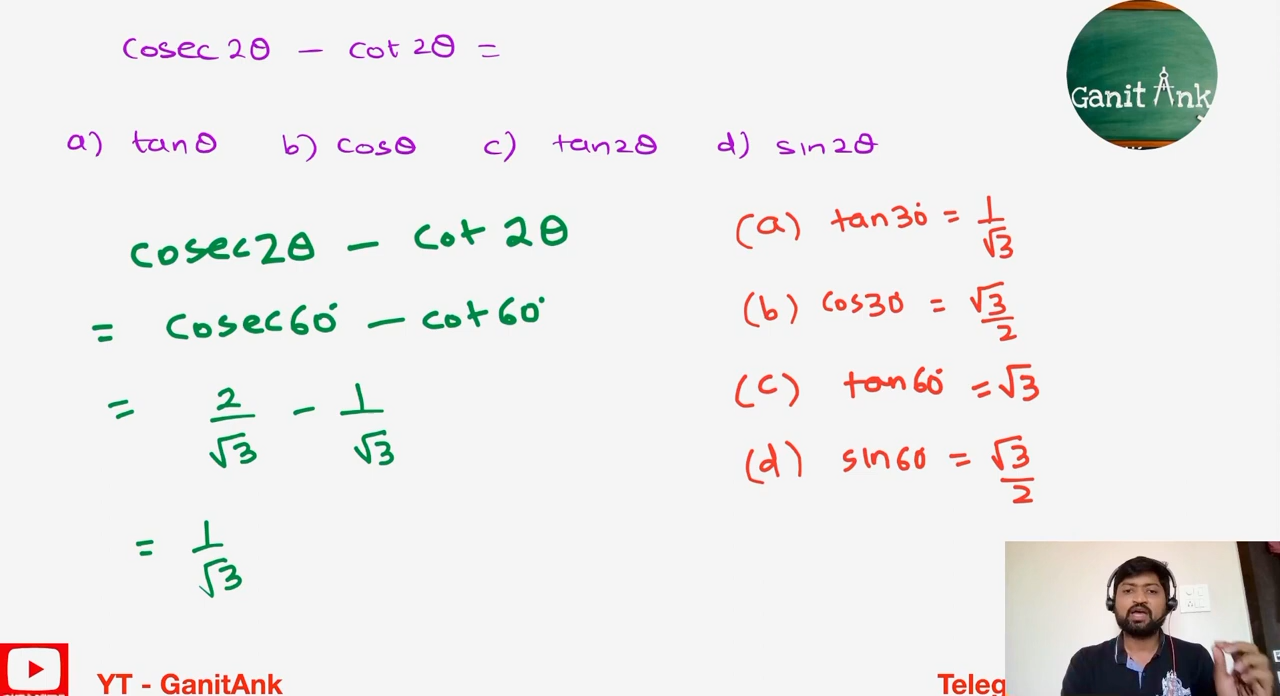 cosec 2θ − cot 2θ =
Ganit Ank
a) tanθ b) cosθ c) tan2θ d) sin2θ
cosec2θ − cot 2θ
= cosec60° − cot60°
= 2/√3 − 1/√3
= 1/√3
(a) tan30° = 1/√3
(b) cos30° = √3/2
(c) tan60° = √3
(d) sin60 = √3/2
YT - GanitAnk
Teleg